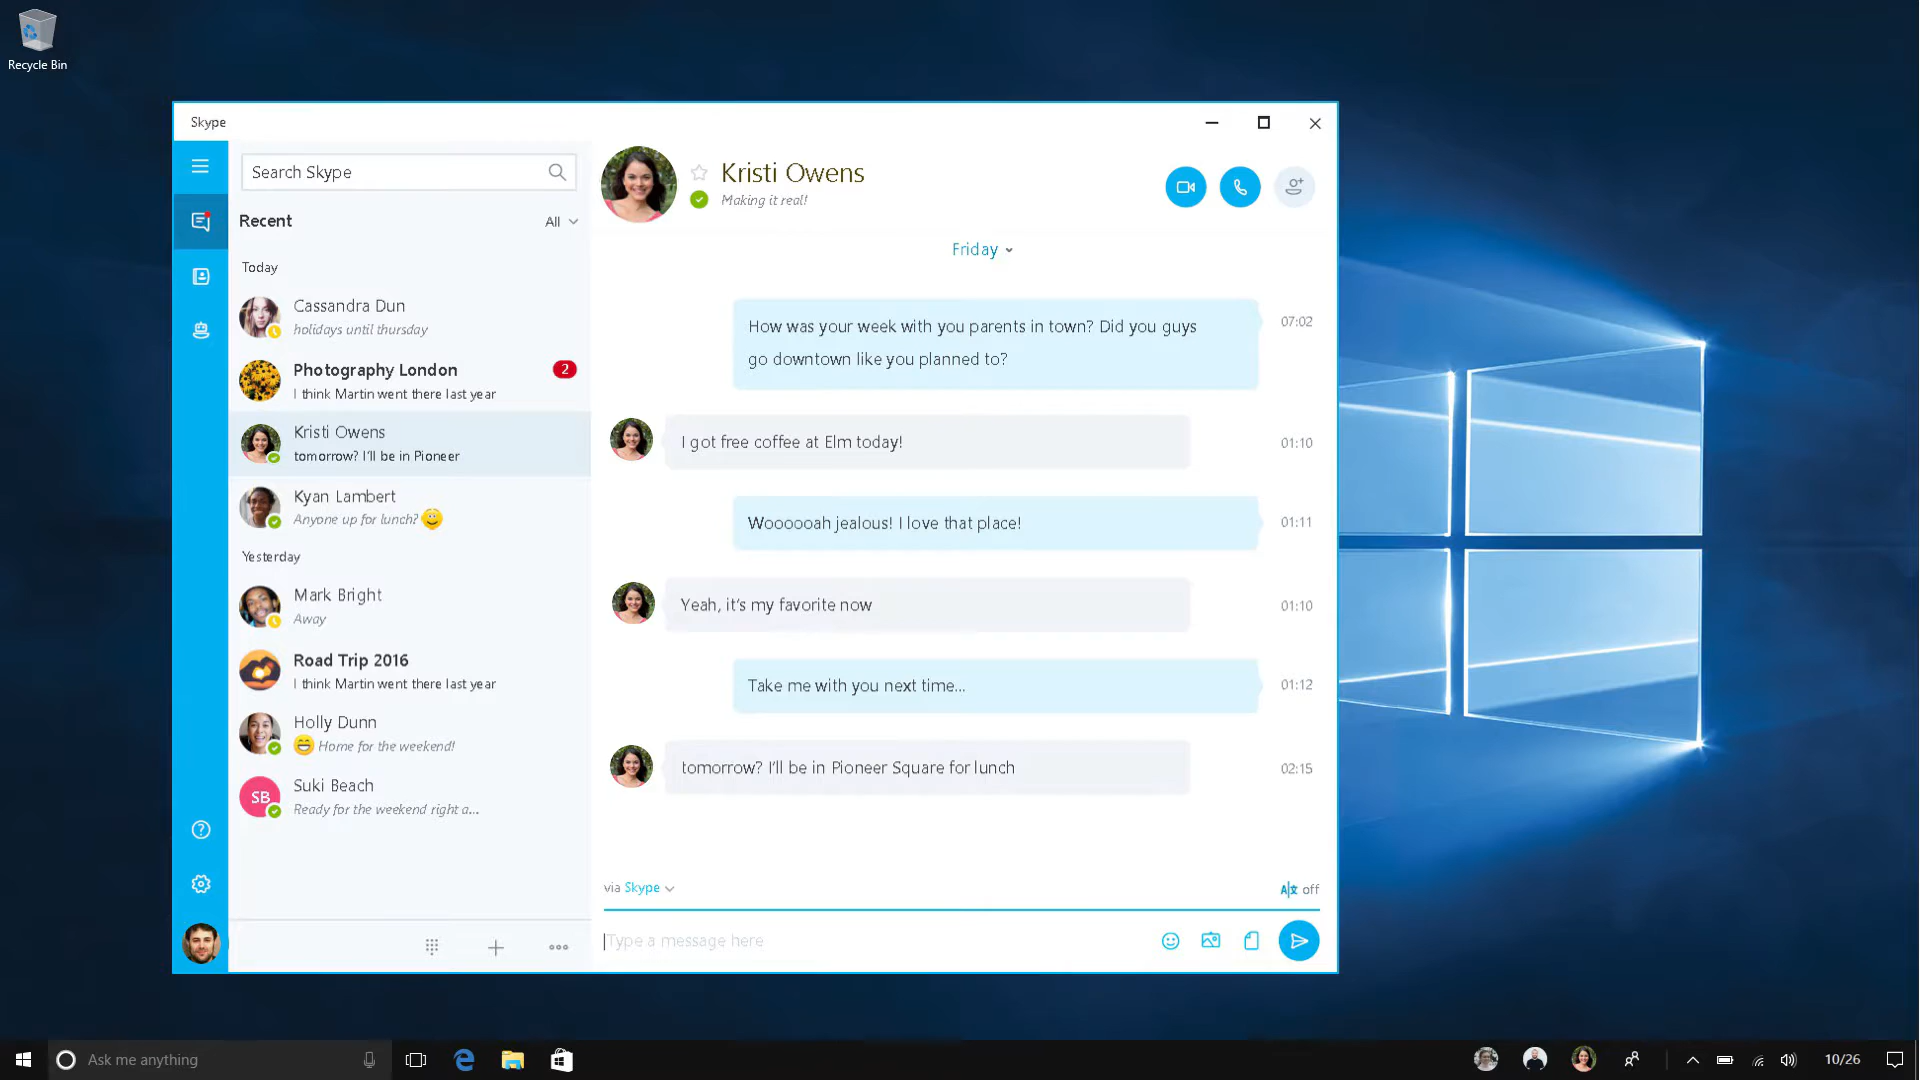 Recycle Bin
Skype
Search Skype
Recent
All
Today
Cassandra Dun
holidays until thursday
Photography London
2
I think Martin went there last year
Kristi Owens
tomorrow? I'll be in Pioneer
Kyan Lambert
Anyone up for lunch?
Yesterday
Mark Bright
Away
Road Trip 2016
I think Martin went there last year
Holly Dunn
Home for the weekend!
SB
Suki Beach
Ready for the weekend right a...
Kristi Owens
Making it real!
Friday
How was your week with you parents in town? Did you guys
go downtown like you planned to?
07:02
I got free coffee at Elm today!
01:10
Woooooah jealous! I love that place!
01:11
Yeah, it's my favorite now
01:10
Take me with you next time...
01:12
tomorrow? I'll be in Pioneer Square for lunch
02:15
via Skype
off
Type a message here
Ask me anything
10/26